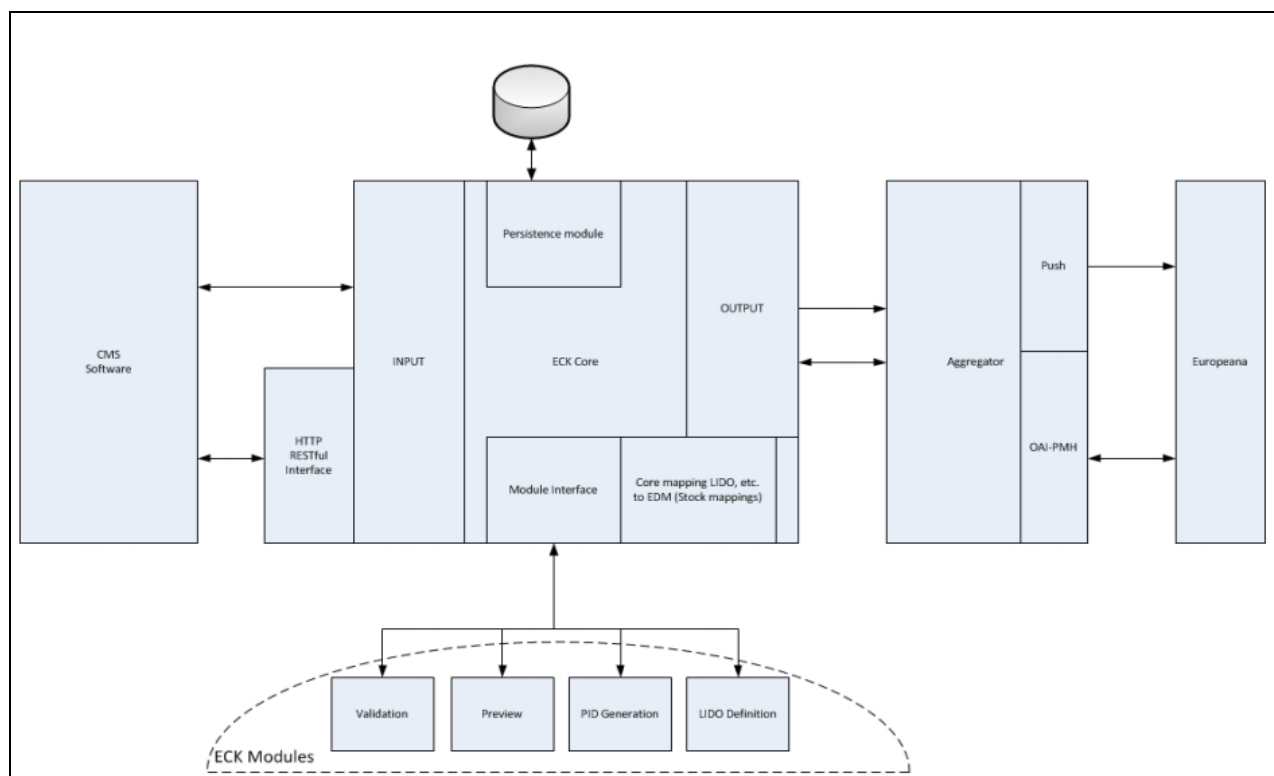 Persistence module
Push
OUTPUT
CMS
Software
INPUT
ECK Core
Aggregator
Europeana
HTTP
RESTful
Interface
OAI-PMH
Module Interface
Core mapping LIDO, etc.
to EDM (Stock mappings)
Validation
Preview
PID Generation
LIDO Definition
ECK Modules